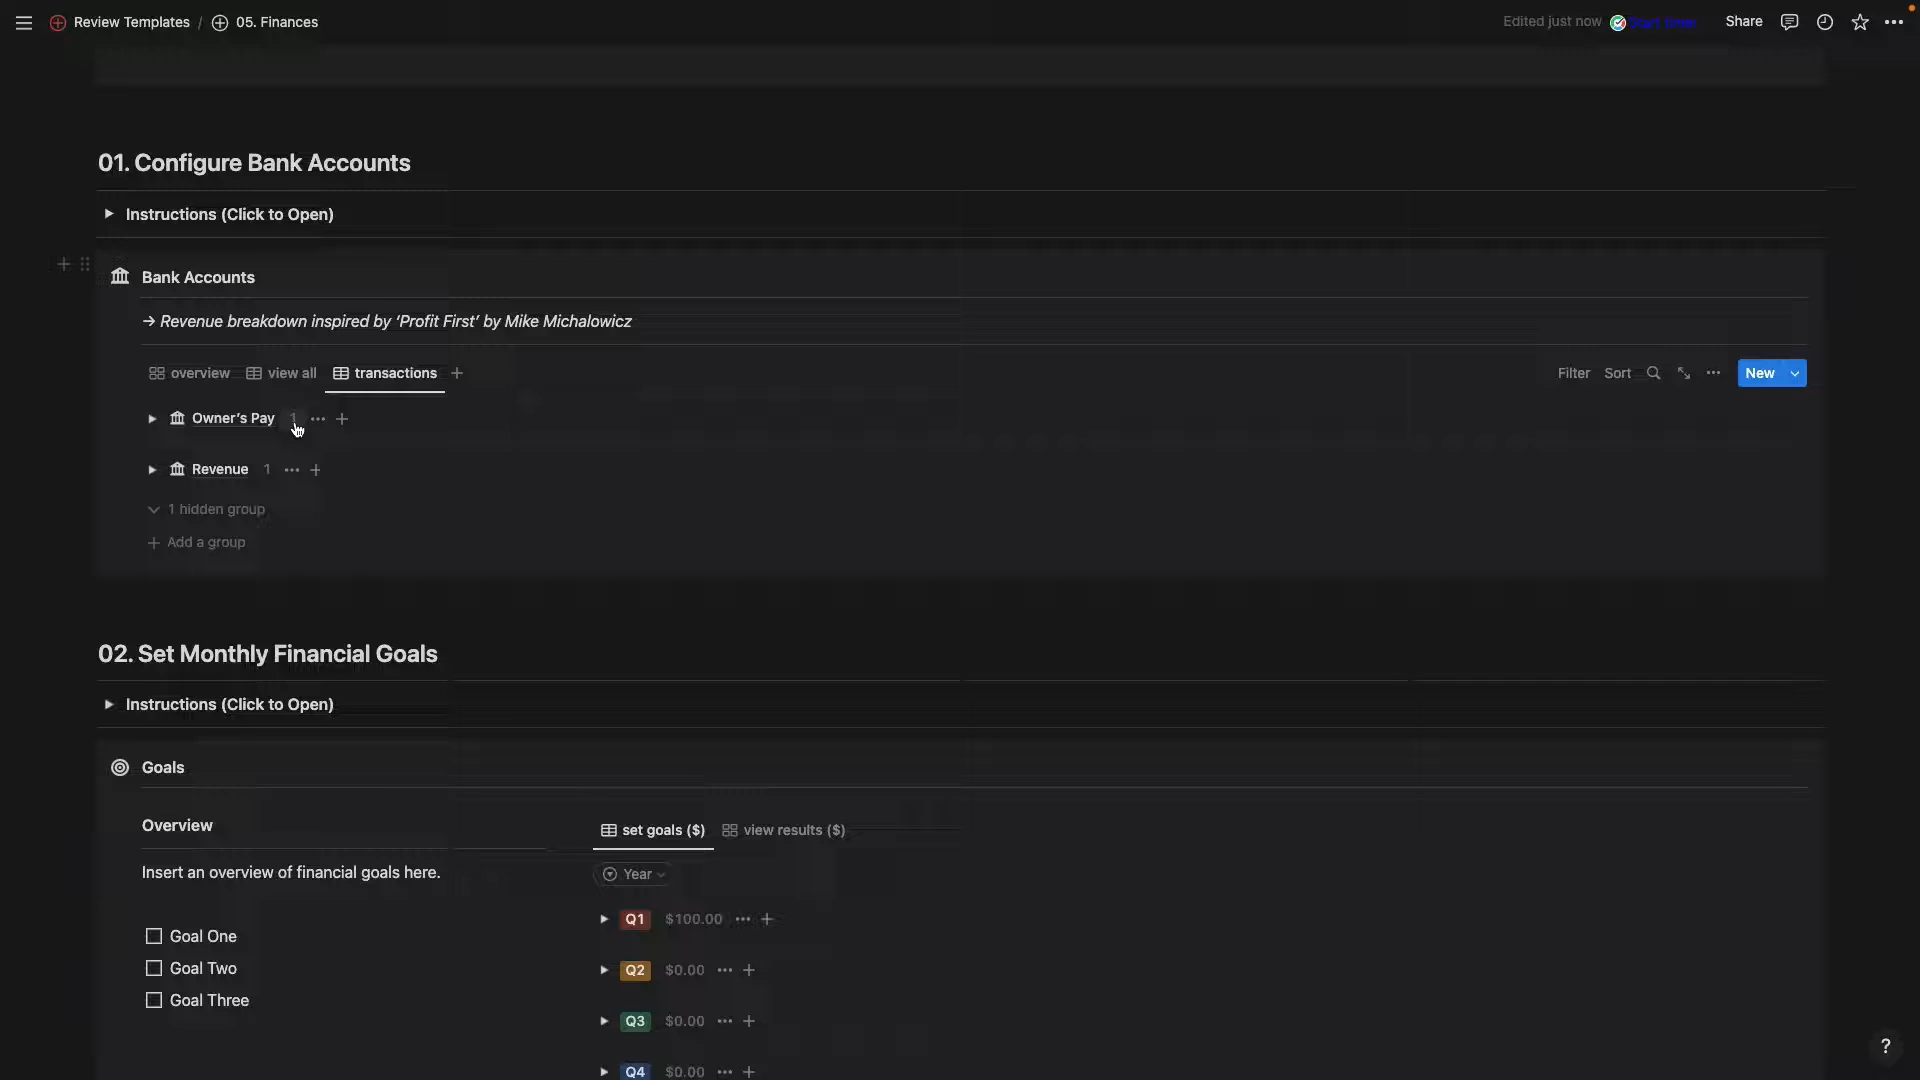 Review Templates / 05. Finances
Edited just now
Start timer
Share
01. Configure Bank Accounts
Instructions (Click to Open)
Bank Accounts
→ Revenue breakdown inspired by ‘Profit First’ by Mike Michalowicz
overview view all transactions
Filter Sort New
Owner's Pay 1
Revenue 1
1 hidden group
Add a group
02. Set Monthly Financial Goals
Instructions (Click to Open)
Goals
Overview
set goals ($) view results ($)
Insert an overview of financial goals here.
Year
Q1 $100.00
Goal One
Goal Two
Q2 $0.00
Goal Three
Q3 $0.00
Q4 $0.00
?